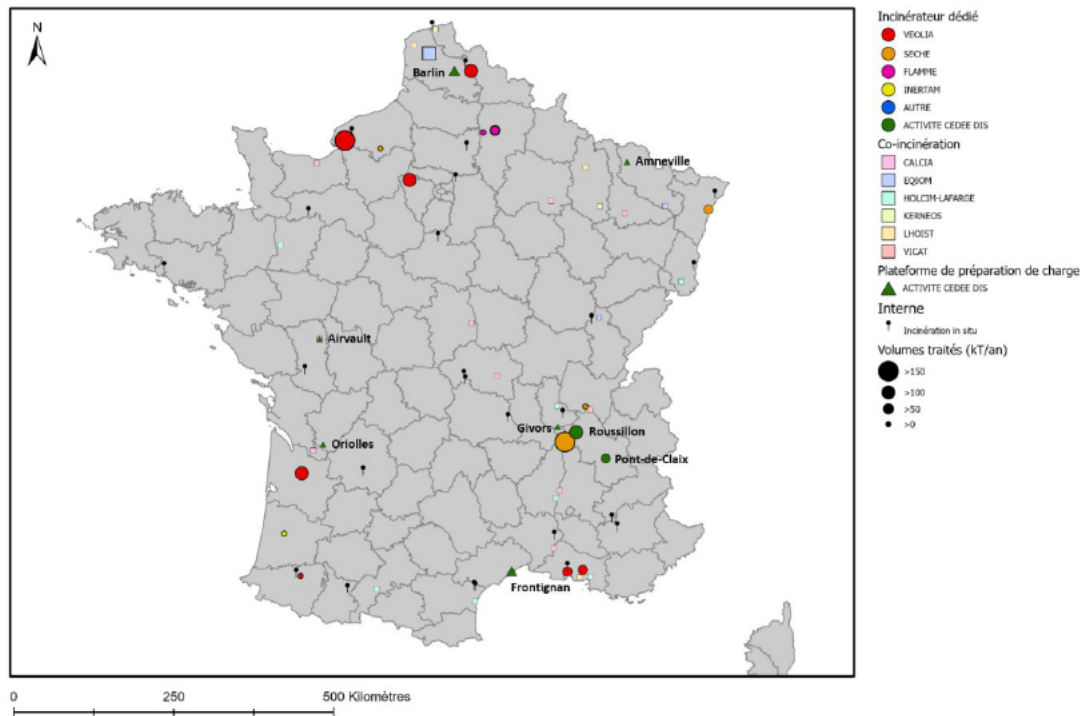 N
Barlin
Amneville
Airvault
Oriolles
Givors
Roussillon
Pont-de-Claix
Frontignan
0 250 500 Kilomètres
Incinérateur dédié
VEOLIA
SECHE
FLAMME
INERTAM
AUTRE
ACTIVITE CEDEE DIS
Co-incinération
CALCIA
EQIOM
HOLCIM-LAFARGE
KERNEOS
LHOIST
VICAT
Plateforme de préparation de charge
ACTIVITE CEDEE DIS
Interne
Incinération in situ
Volumes traités (kT/an)
>150
>100
>50
>0